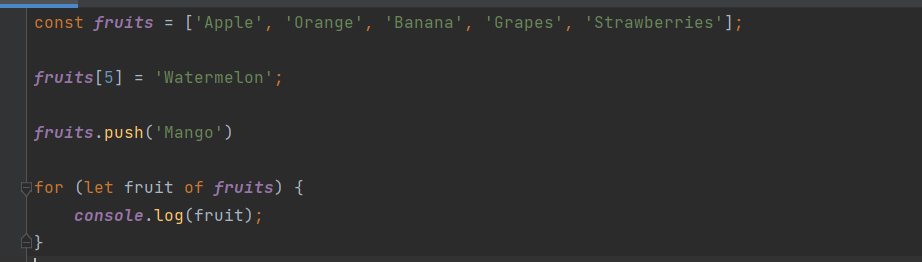 const fruits = ['Apple', 'Orange', 'Banana', 'Grapes', 'Strawberries'];
fruits[5] = 'Watermelon';
fruits.push('Mango')
for (let fruit of fruits) {
    console.log(fruit);
}